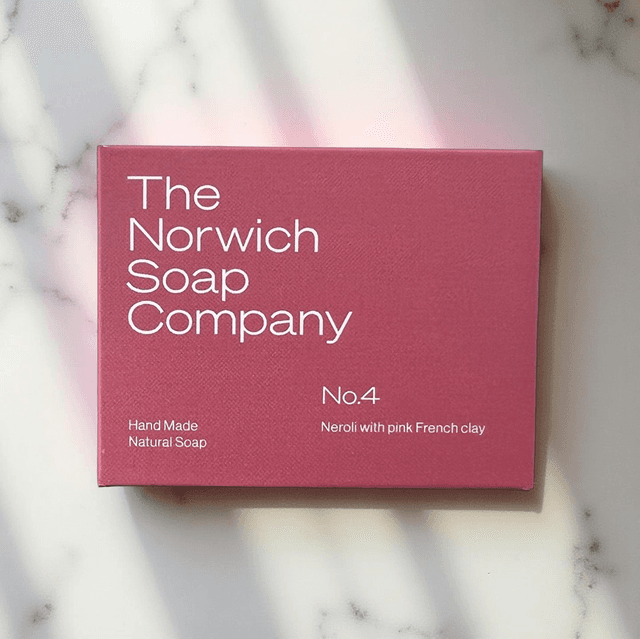 The
Norwich
Soap
Company
No.4
Hand Made
Natural Soap
Neroli with pink French clay